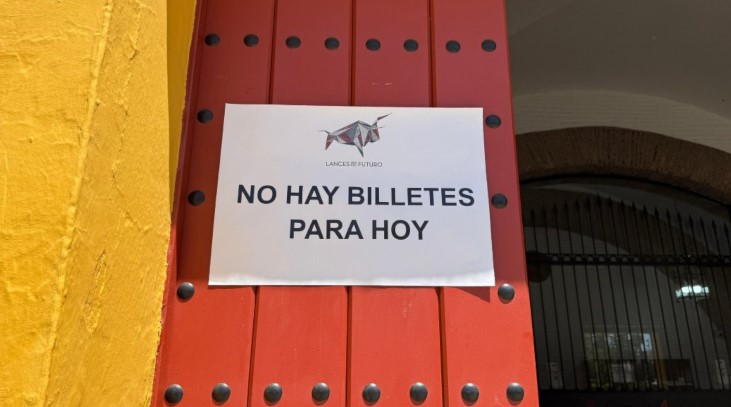 LANCES DE FUTURO
NO HAY BILLETES
PARA HOY